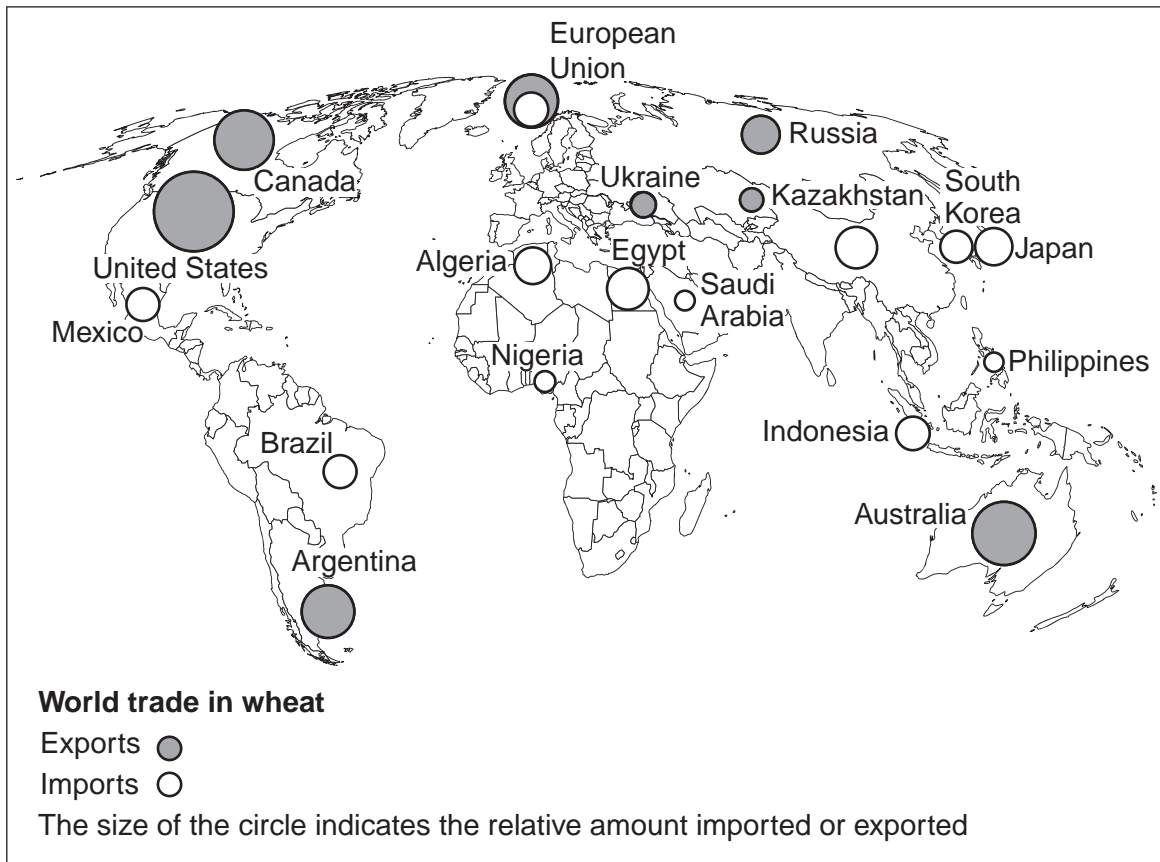 European
Union
Russia
Canada
Ukraine
Kazakhstan
South
Korea
Japan
United States
Algeria
Egypt
Saudi
Arabia
Mexico
Nigeria
Philippines
Brazil
Indonesia
Australia
Argentina
World trade in wheat
Exports
Imports
The size of the circle indicates the relative amount imported or exported